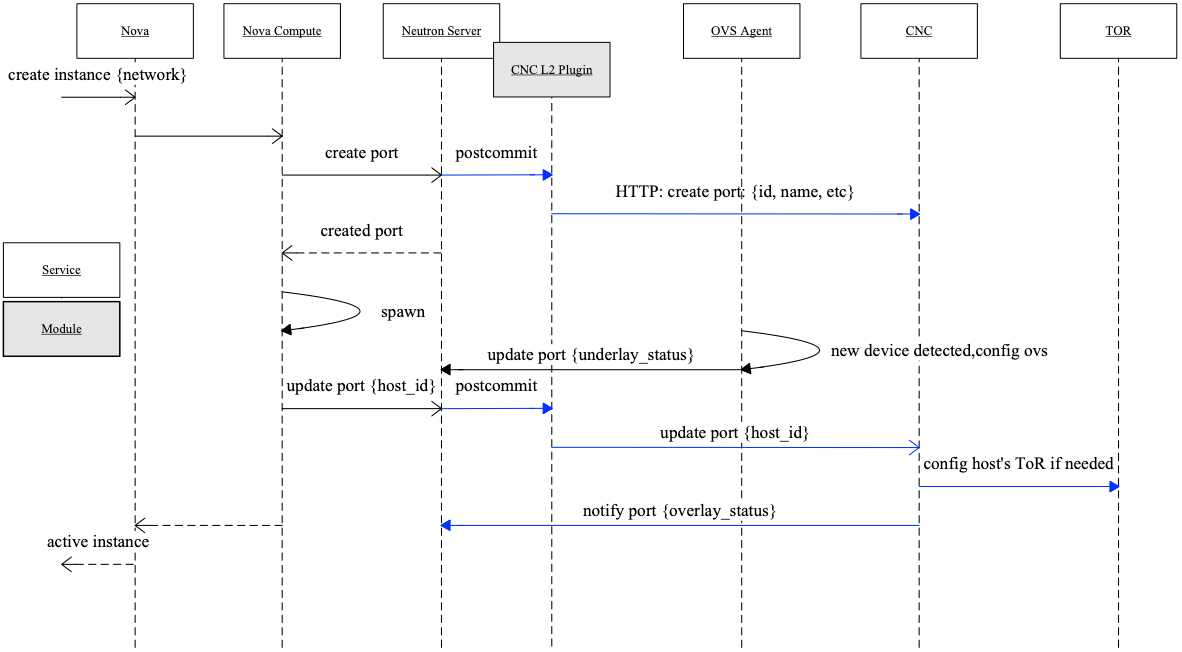 Nova
Nova Compute
Neutron Server
OVS Agent
CNC
TOR
CNC L2 Plugin
create instance {network}
create port
postcommit
HTTP: create port: {id, name, etc}
created port
Service
Module
spawn
new device detected,config ovs
update port {underlay_status}
update port {host_id}
postcommit
update port {host_id}
config host's ToR if needed
notify port {overlay_status}
active instance